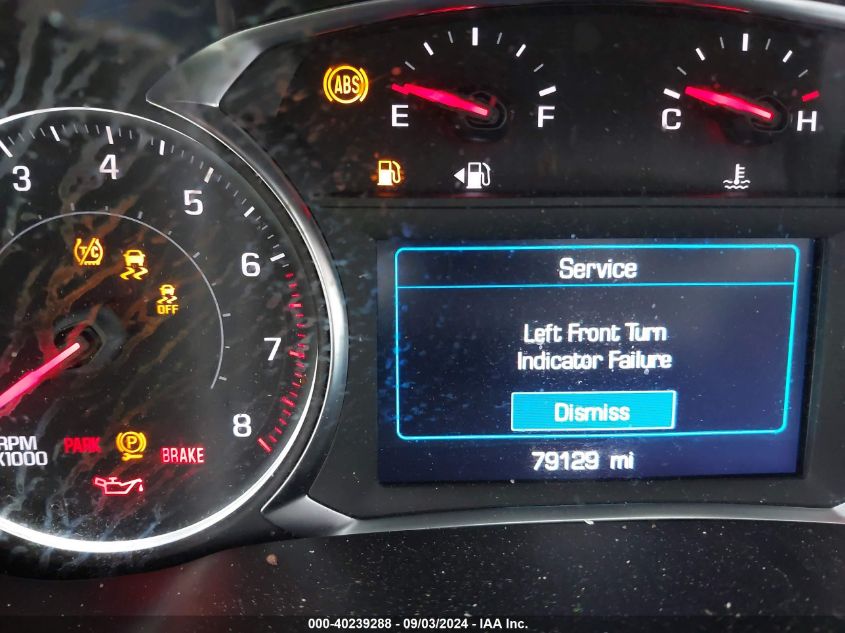 ABS
E F
C H
3 4 5 6 7 8
TC
OFF
Service
Left Front Turn
Indicator Failure
Dismiss
79129 mi
RPM
X1000
PARK
P
BRAKE
000-40239288 - 09/03/2024 - IAA Inc.